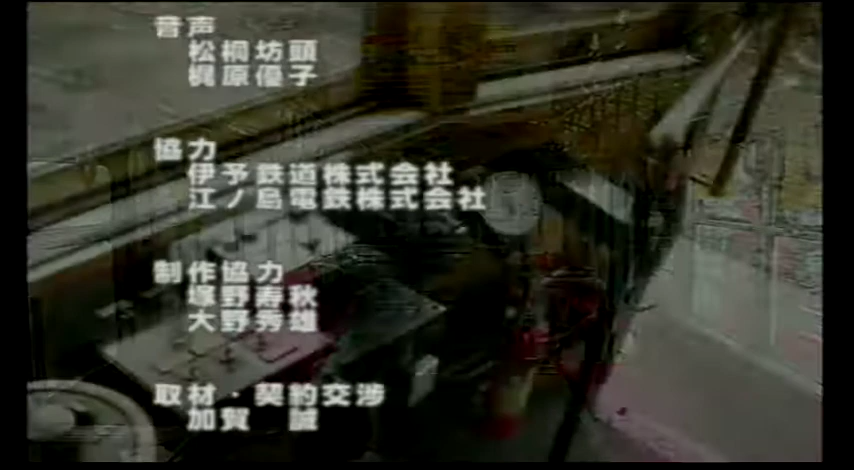 音声
松桐坊頭
梶原優子
協力
伊予鉄道株式会社
江ノ島電鉄株式会社
制作協力
塚野寿秋
大野秀雄
取材・契約交渉
加賀 誠